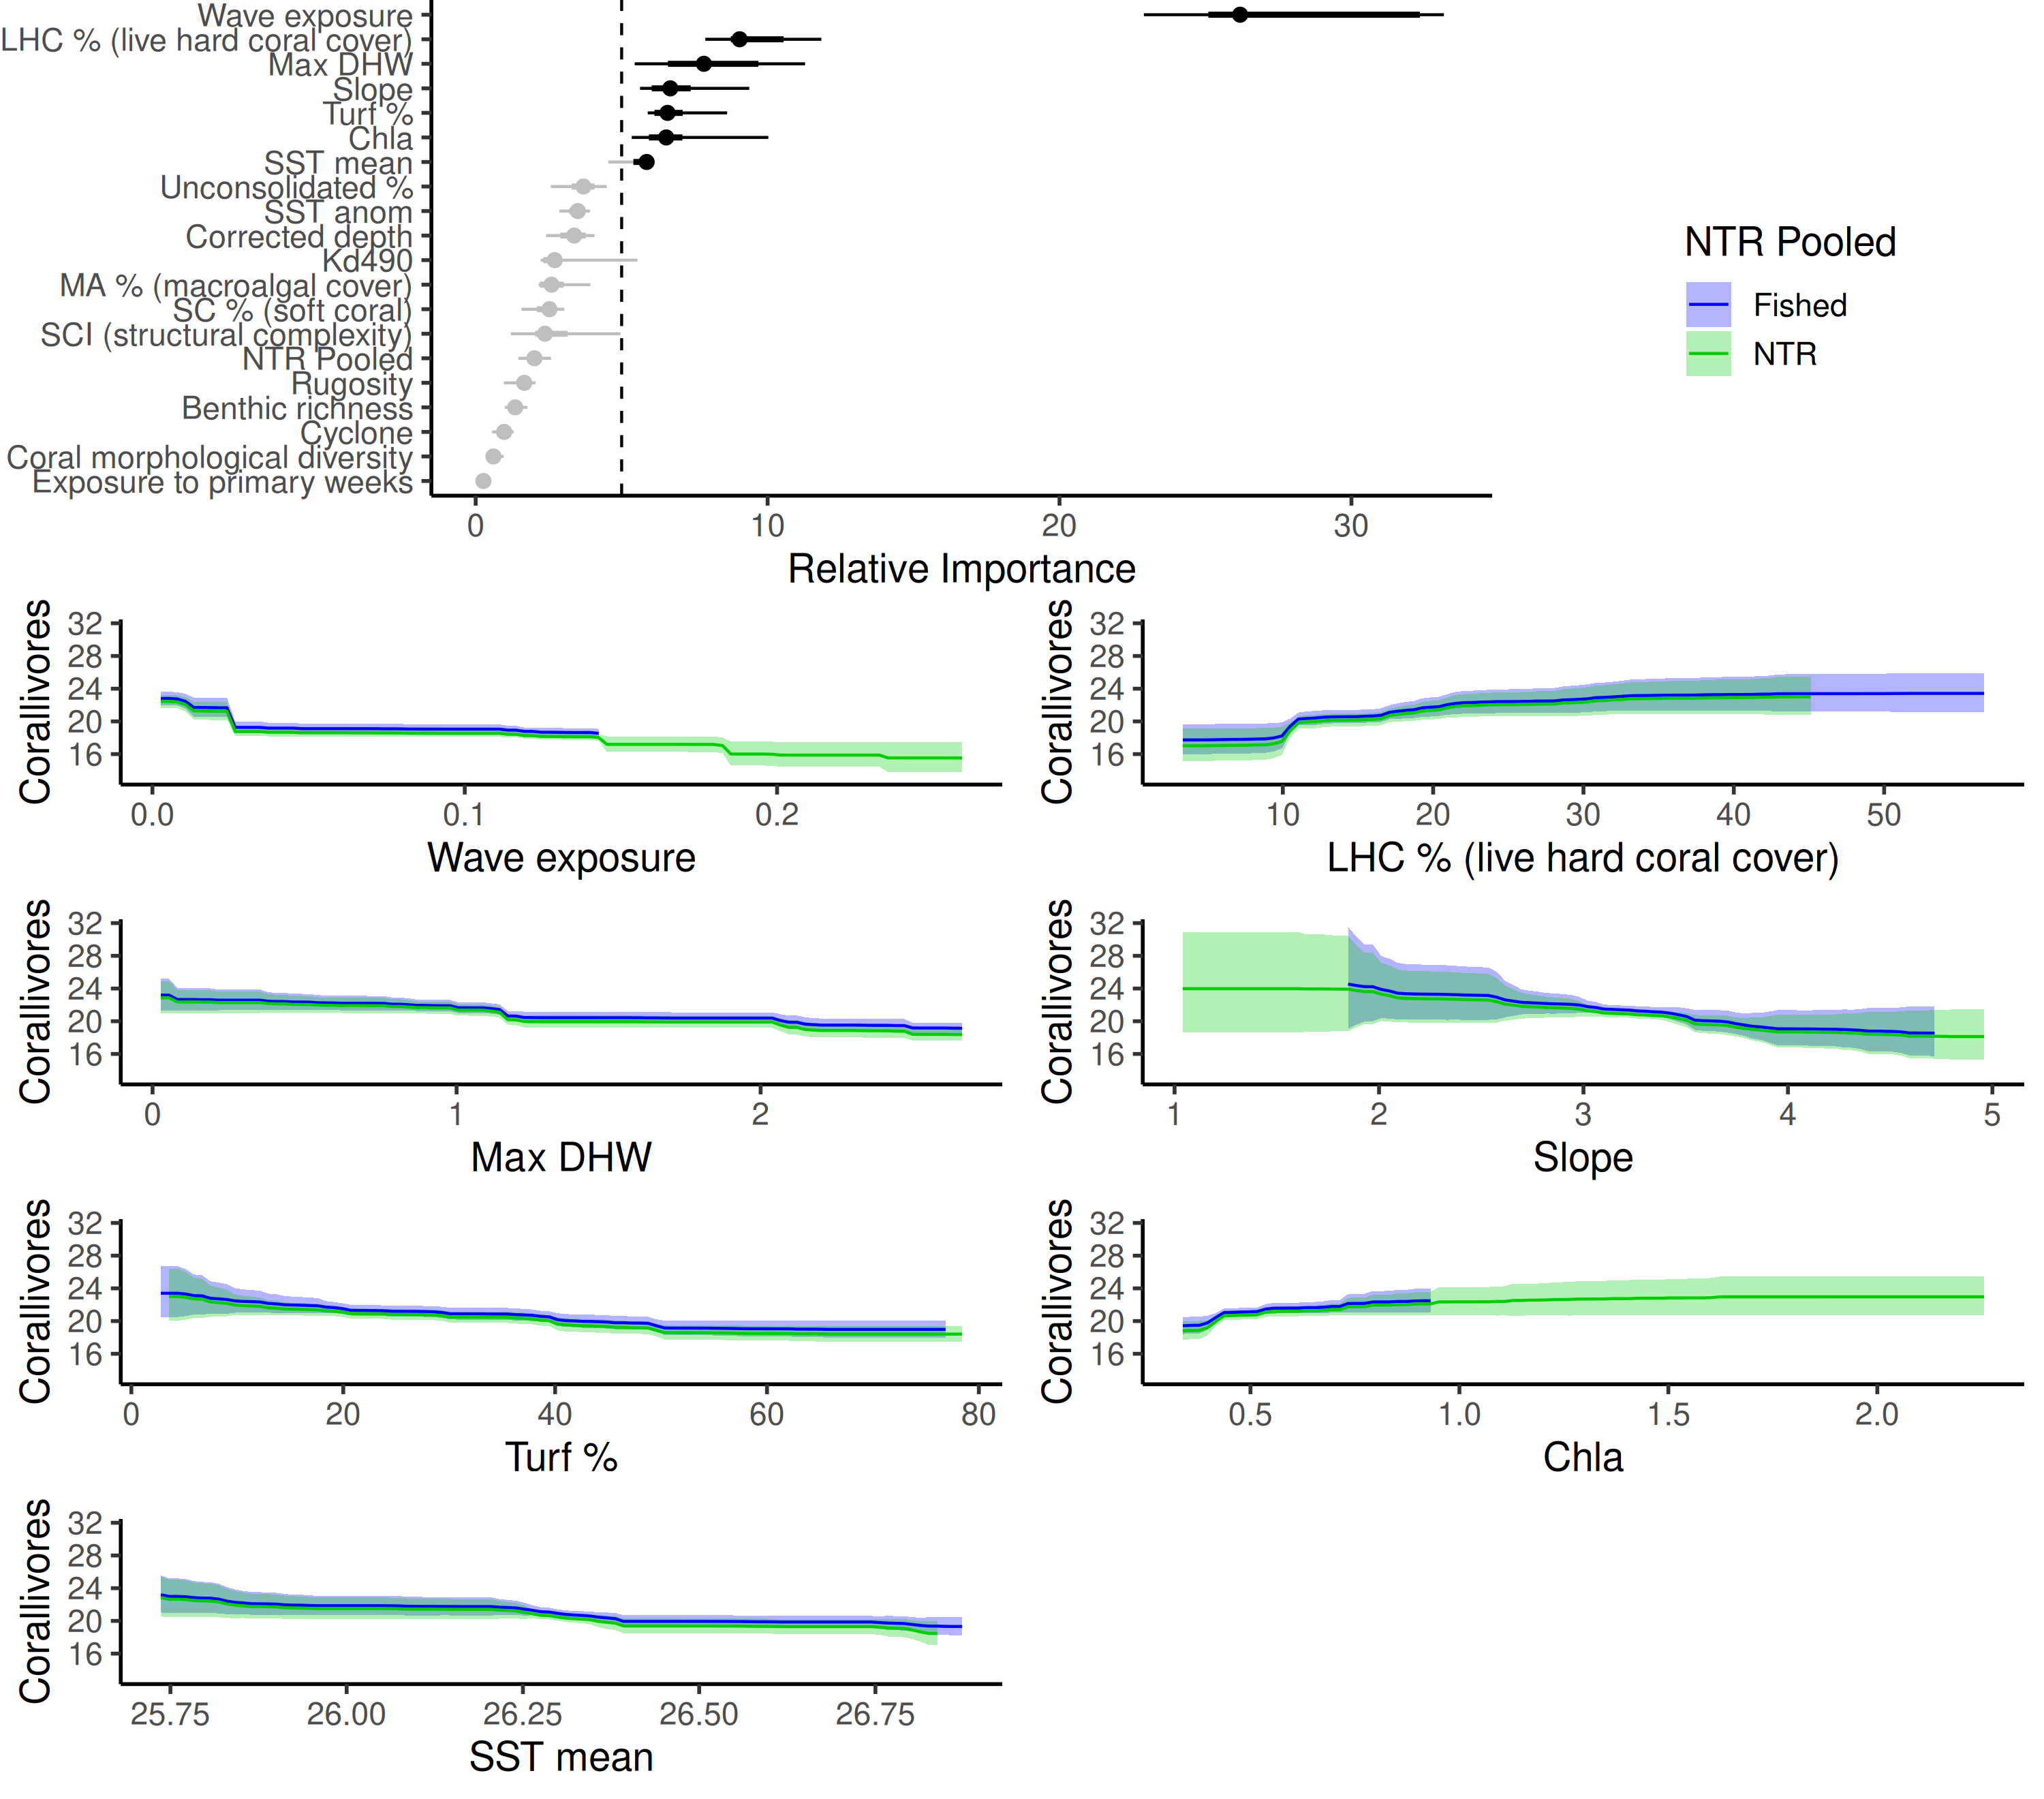 Wave exposure
LHC % (live hard coral cover)
Max DHW
Slope
Turf %
Chla
SST mean
Unconsolidated %
SST anom
Corrected depth
Kd490
MA % (macroalgal cover)
SC % (soft coral)
SCI (structural complexity)
NTR Pooled
Rugosity
Benthic richness
Cyclone
Coral morphological diversity
Exposure to primary weeks
0 10 20 30
Relative Importance
NTR Pooled
Fished
NTR
Corallivores
32
28
24
20
16
0.0 0.1 0.2
Wave exposure
Corallivores
32
28
24
20
16
10 20 30 40 50
LHC % (live hard coral cover)
Corallivores
32
28
24
20
16
0 1 2
Max DHW
Corallivores
32
28
24
20
16
1 2 3 4 5
Slope
Corallivores
32
28
24
20
16
0 20 40 60 80
Turf %
Corallivores
32
28
24
20
16
0.5 1.0 1.5 2.0
Chla
Corallivores
32
28
24
20
16
25.75 26.00 26.25 26.50 26.75
SST mean